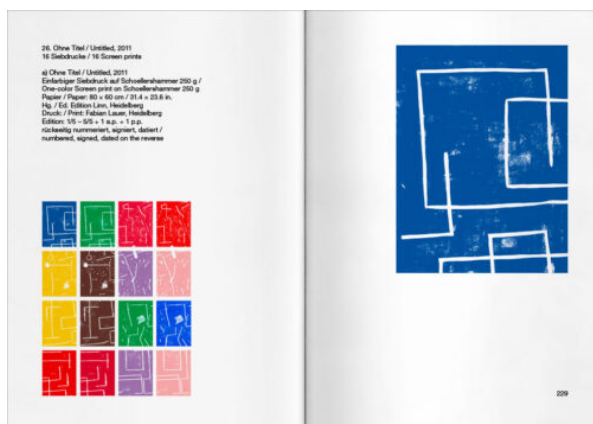 26. Ohne Titel / Untitled, 2011
16 Siebdrucke / 16 Screen prints
a) Ohne Titel / Untitled, 2011
Einfarbiger Siebdruck auf Schoellershammer 250 g /
One-color Screen print on Schoellershammer 250 g
Papier / Paper: 80 × 60 cm / 31.4 × 23.6 in.
Hg. / Ed. Edition Linn, Heidelberg
Druck: / Print: Fabian Lauer, Heidelberg
Edition: 1/5 – 5/5 + 1 a.p. + 1 p.p.
rückseitig nummeriert, signiert, datiert /
numbered, signed, dated on the reverse
229